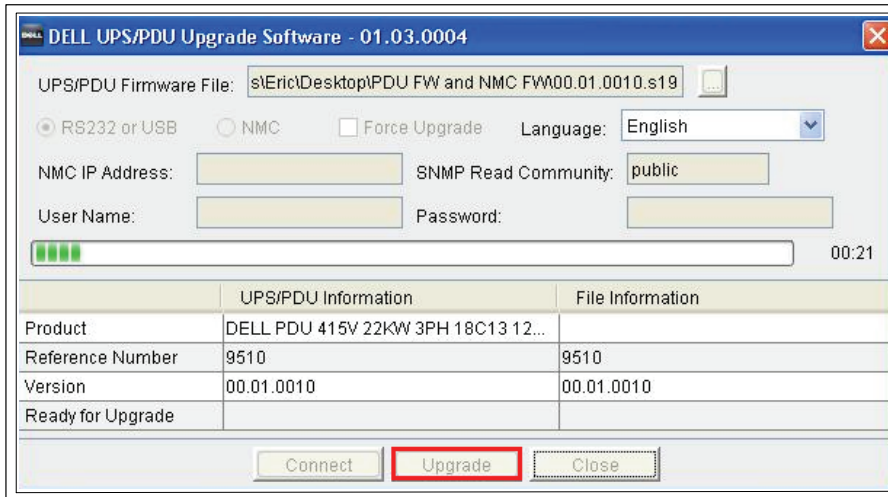 DELL
DELL UPS/PDU Upgrade Software - 01.03.0004
UPS/PDU Firmware File: s\Eric\Desktop\PDU FW and NMC FW\00.01.0010.s19 ...
RS232 or USB NMC Force Upgrade Language: English
NMC IP Address: SNMP Read Community: public
User Name: Password:
00:21
UPS/PDU Information File Information
Product DELL PDU 415V 22KW 3PH 18C13 12...
Reference Number 9510 9510
Version 00.01.0010 00.01.0010
Ready for Upgrade
Connect Upgrade Close